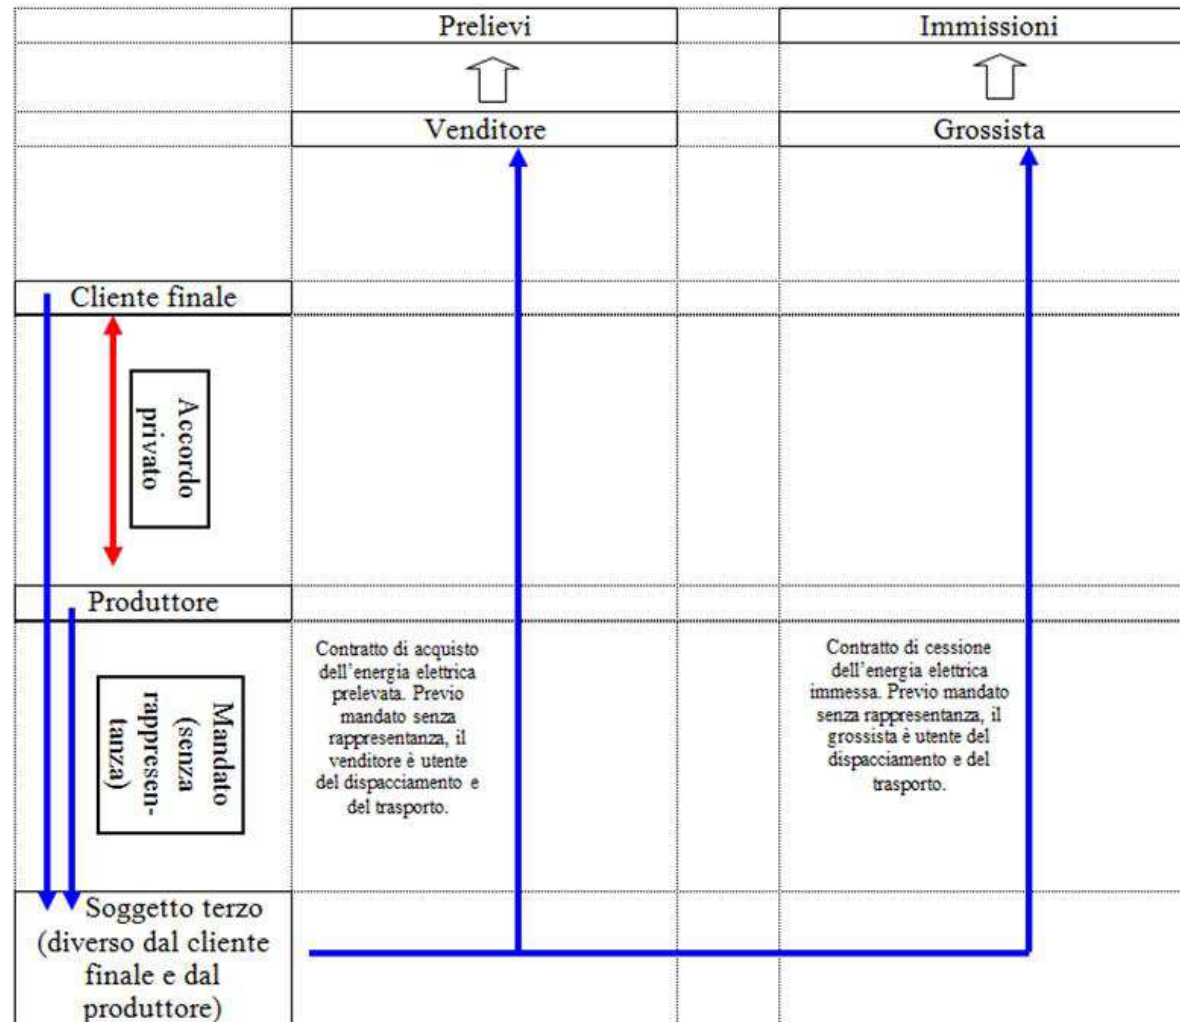 Prelievi
Immissioni
Venditore
Grossista
Cliente finale
Accordo
privato
Produttore
Mandato
(senza
rappresen-
tanza)
Contratto di acquisto
dell'energia elettrica
prelevata. Previo
mandato senza
rappresentanza, il
venditore è utente
del dispacciamento e
del trasporto.
Contratto di cessione
dell'energia elettrica
immessa. Previo mandato
senza rappresentanza, il
grossista è utente del
dispacciamento e del
trasporto.
Soggetto terzo
(diverso dal cliente
finale e dal
produttore)